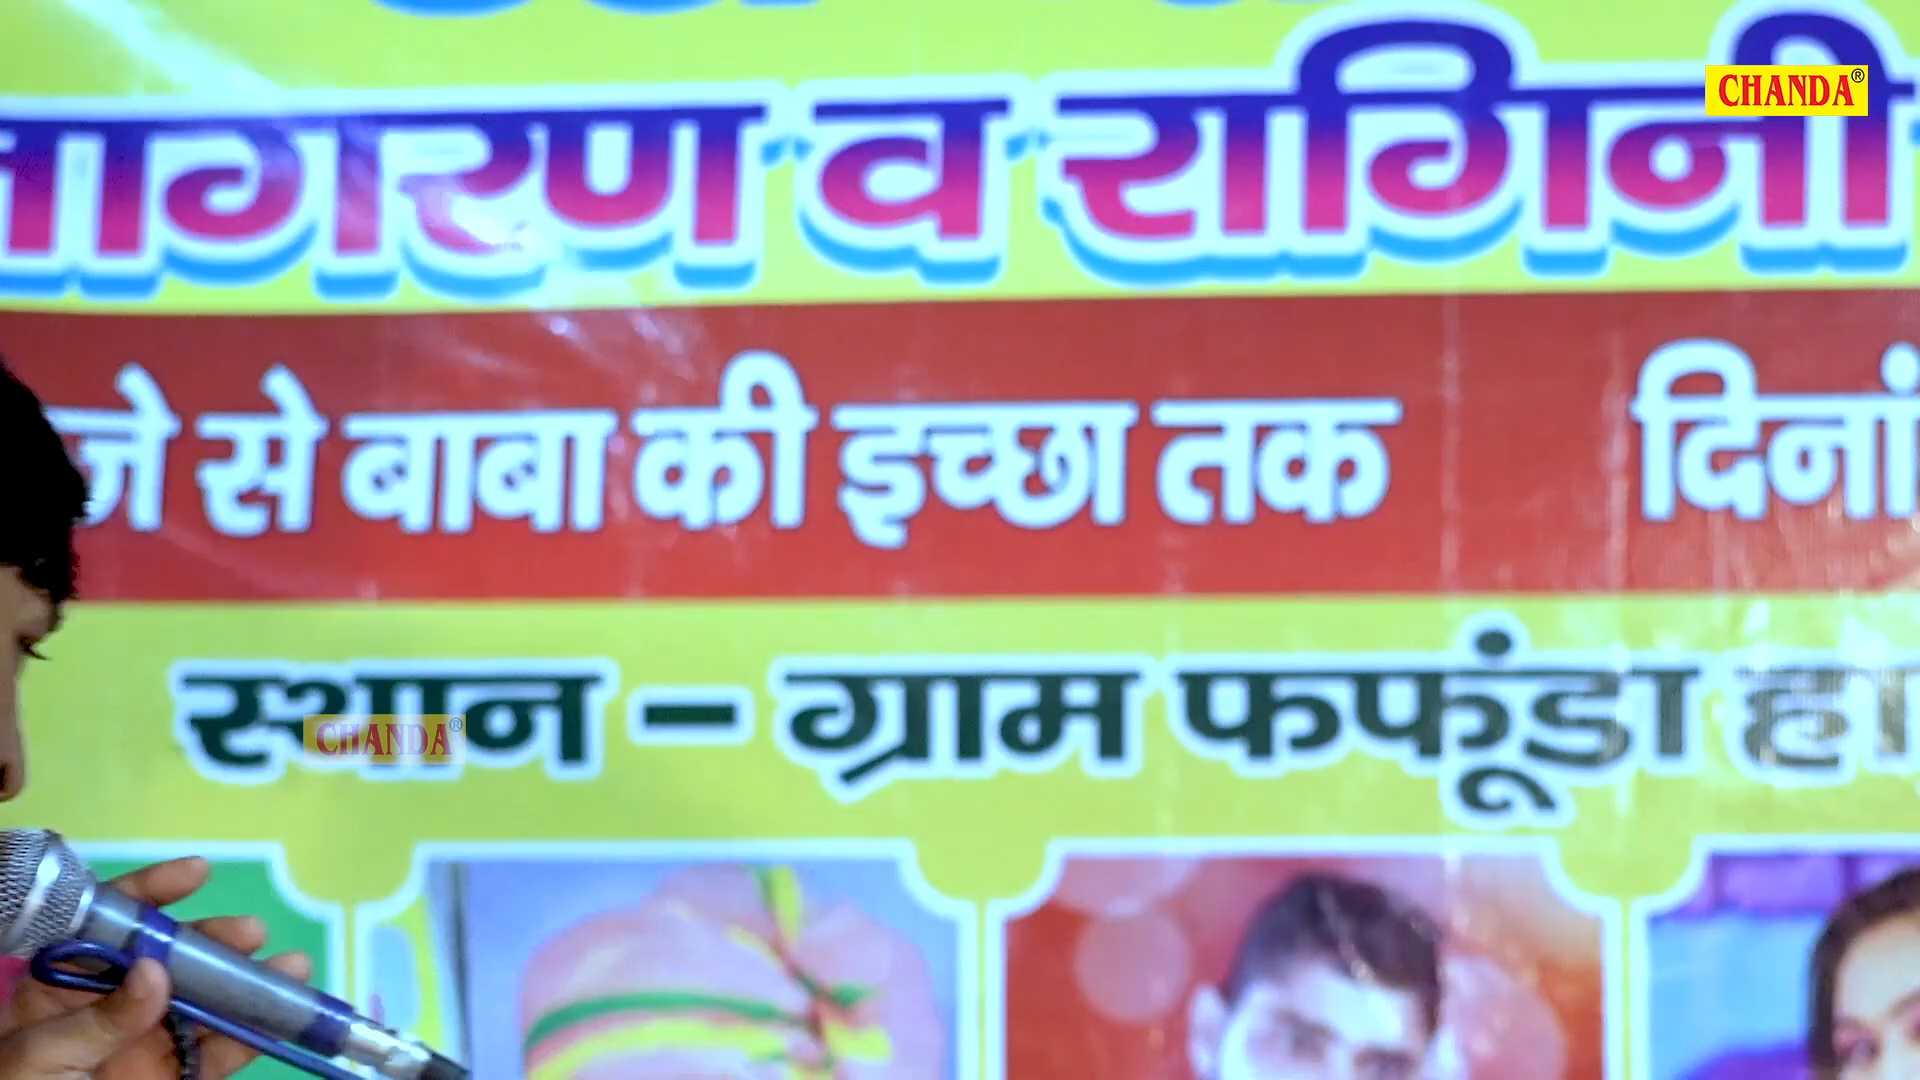 CHANDA®
जागरण व रागिनी
से बाबा की इच्छा तक
स्थान – ग्राम फफूंडा
CHANDA®